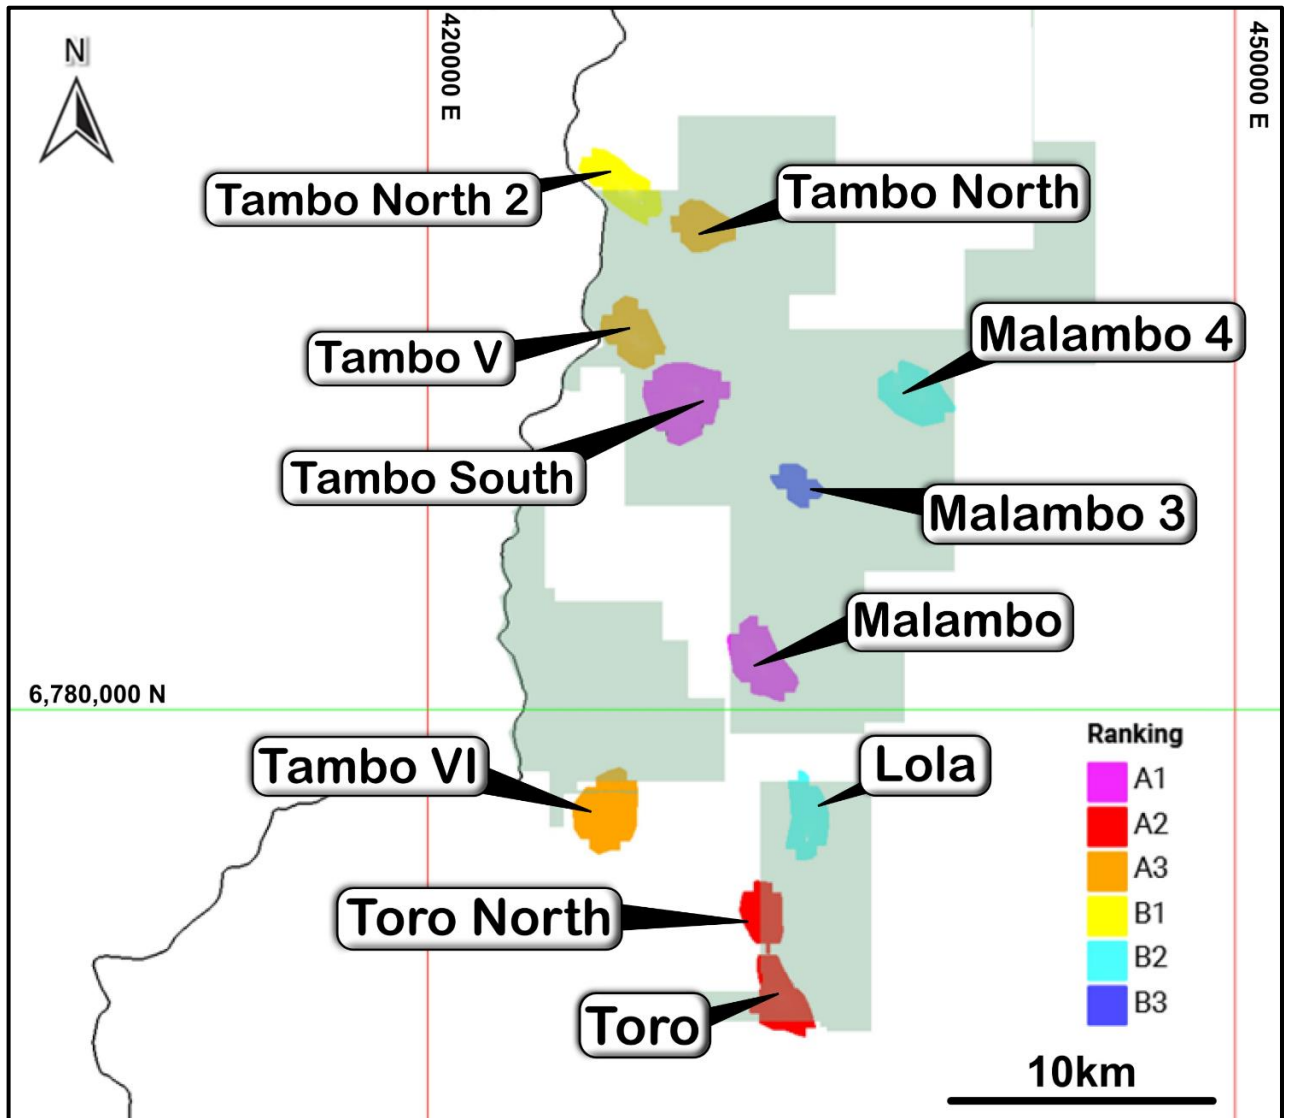 N
420000 E
450000 E
Tambo North 2
Tambo North
Tambo V
Malambo 4
Tambo South
Malambo 3
Malambo
6,780,000 N
Tambo VI
Lola
Toro North
Toro
Ranking
A1
A2
A3
B1
B2
B3
10km